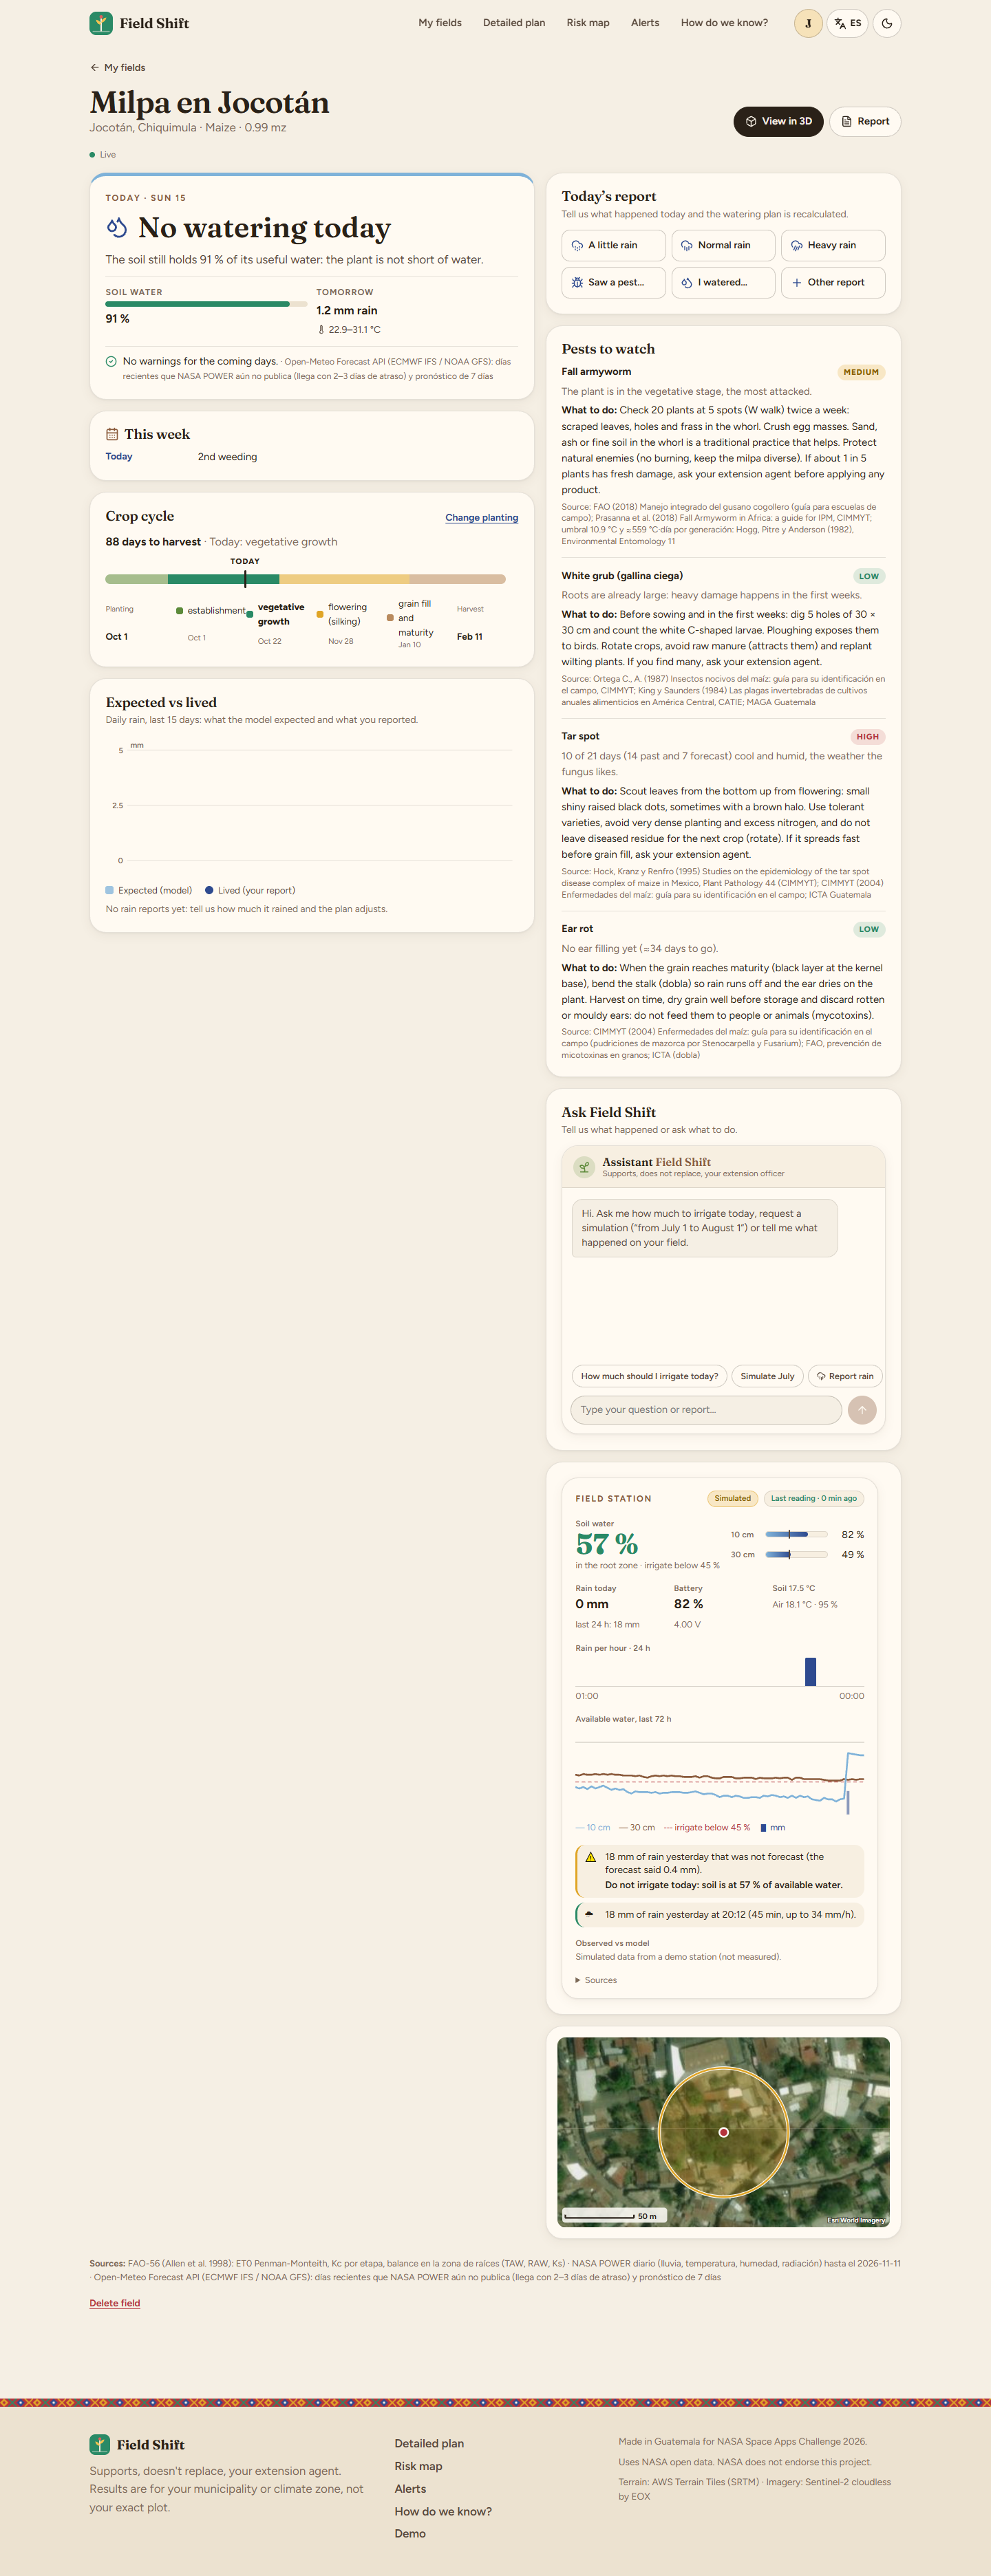 Field Shift
My fields
Detailed plan
Risk map
Alerts
How do we know?
J
ES
← My fields
Milpa en Jocotán
Jocotán, Chiquimula · Maize · 0.99 mz
View in 3D
Report
Live
TODAY · SUN 15
No watering today
The soil still holds 91 % of its useful water: the plant is not short of water.
SOIL WATER
91 %
TOMORROW
1.2 mm rain
22.9–31.1 °C
No warnings for the coming days. · Open-Meteo Forecast API (ECMWF IFS / NOAA GFS): días
recientes que NASA POWER aún no publica (llega con 2–3 días de atraso) y pronóstico de 7 días
This week
Today
2nd weeding
Crop cycle
Change planting
88 days to harvest · Today: vegetative growth
TODAY
Planting
Oct 1
establishment
Oct 1
vegetative
growth
Oct 22
flowering
(silking)
Nov 28
grain fill
and
maturity
Jan 10
Harvest
Feb 11
Expected vs lived
Daily rain, last 15 days: what the model expected and what you reported.
mm
5
2.5
0
Expected (model)
Lived (your report)
No rain reports yet: tell us how much it rained and the plan adjusts.
Today's report
Tell us what happened today and the watering plan is recalculated.
A little rain
Normal rain
Heavy rain
Saw a pest…
I watered…
Other report
Pests to watch
Fall armyworm
MEDIUM
The plant is in the vegetative stage, the most attacked.
What to do: Check 20 plants at 5 spots (W walk) twice a week:
scraped leaves, holes and frass in the whorl. Crush egg masses. Sand,
ash or fine soil in the whorl is a traditional practice that helps. Protect
natural enemies (no burning, keep the milpa diverse). If about 1 in 5
plants has fresh damage, ask your extension agent before applying any
product.
Source: FAO (2018) Manejo integrado del gusano cogollero (guía para escuelas de
campo); Prasanna et al. (2018) Fall Armyworm in Africa: a guide for IPM, CIMMYT;
umbral 10.9 °C y ≈559 °C día por generación: Hogg, Pitre y Anderson (1982),
Environmental Entomology 11
White grub (gallina ciega)
LOW
Roots are already large: heavy damage happens in the first weeks.
What to do: Before sowing and in the first weeks: dig 5 holes of 30 ×
30 cm and count the white C-shaped larvae. Ploughing exposes them
to birds. Rotate crops, avoid raw manure (attracts them) and replant
wilting plants. If you find many, ask your extension agent.
Source: Ortega C., A. (1987) Insectos nocivos del maíz: guía para su identificación en
el campo, CIMMYT; King y Saunders (1984) Las plagas invertebradas de cultivos
anuales alimenticios en América Central, CATIE; MAGA Guatemala
Tar spot
HIGH
10 of 21 days (14 past and 7 forecast) cool and humid, the weather the
fungus likes.
What to do: Scout leaves from the bottom up from flowering: small
shiny raised black dots, sometimes with a brown halo. Use tolerant
varieties, avoid very dense planting and excess nitrogen, and do not
leave diseased residue for the next crop (rotate). If it spreads fast
before grain fill, ask your extension agent.
Source: Hock, Kranz y Renfro (1995) Studies on the epidemiology of the tar spot
disease complex of maize in Mexico, Plant Pathology 44 (CIMMYT); CIMMYT (2004)
Enfermedades del maíz: guía para su identificación en el campo; ICTA Guatemala
Ear rot
LOW
No ear filling yet (≈34 days to go).
What to do: When the grain reaches maturity (black layer at the kernel
base), bend the stalk (dobla) so rain runs off and the ear dries on the
plant. Harvest on time, dry grain well before storage and discard rotten
or mouldy ears: do not feed them to people or animals (mycotoxins).
Source: CIMMYT (2004) Enfermedades del maíz: guía para su identificación en el
campo (pudriciones de mazorca por Stenocarpella y Fusarium); FAO, prevención de
micotoxinas en granos; ICTA (dobla)
Ask Field Shift
Tell us what happened or ask what to do.
Assistant Field Shift
Supports, does not replace, your extension officer
Hi. Ask me how much to irrigate today, request a
simulation (“from July 1 to August 1”) or tell me what
happened on your field.
How much should I irrigate today?
Simulate July
Report rain
Type your question or report…
FIELD STATION
Simulated
Last reading · 0 min ago
Soil water
57 %
in the root zone · irrigate below 45 %
10 cm
82 %
30 cm
49 %
Rain today
0 mm
last 24 h: 18 mm
Battery
82 %
4.00 V
Soil 17.5 °C
Air 18.1 °C · 95 %
Rain per hour · 24 h
01:00
00:00
Available water, last 72 h
— 10 cm
— 30 cm
--- irrigate below 45 %
mm
18 mm of rain yesterday that was not forecast (the
forecast said 0.4 mm).
Do not irrigate today: soil is at 57 % of available water.
18 mm of rain yesterday at 20:12 (45 min, up to 34 mm/h).
Observed vs model
Simulated data from a demo station (not measured).
Sources
50 m
Esri World Imagery
Sources: FAO-56 (Allen et al. 1998): ET0 Penman-Monteith, Kc por etapa, balance en la zona de raíces (TAW, RAW, Ks) · NASA POWER diario (lluvia, temperatura, humedad, radiación) hasta el 2026-11-11
· Open-Meteo Forecast API (ECMWF IFS / NOAA GFS): días recientes que NASA POWER aún no publica (llega con 2–3 días de atraso) y pronóstico de 7 días
Delete field
Field Shift
Supports, doesn't replace, your extension agent.
Results are for your municipality or climate zone, not
your exact plot.
Detailed plan
Risk map
Alerts
How do we know?
Demo
Made in Guatemala for NASA Space Apps Challenge 2026.
Uses NASA open data. NASA does not endorse this project.
Terrain: AWS Terrain Tiles (SRTM) · Imagery: Sentinel-2 cloudless
by EOX